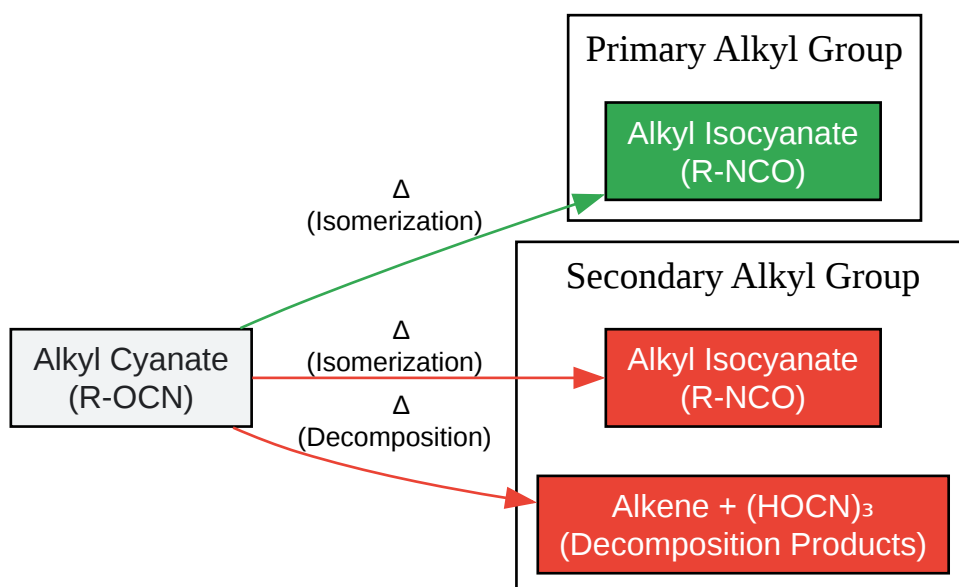 Primary Alkyl Group
Alkyl Isocyanate
(R-NCO)
Δ
(Isomerization)
Secondary Alkyl Group
Alkyl Cyanate
(R-OCN)
Δ
(Isomerization)
Alkyl Isocyanate
(R-NCO)
Δ
(Decomposition)
Alkene + (HOCN)₃
(Decomposition Products)